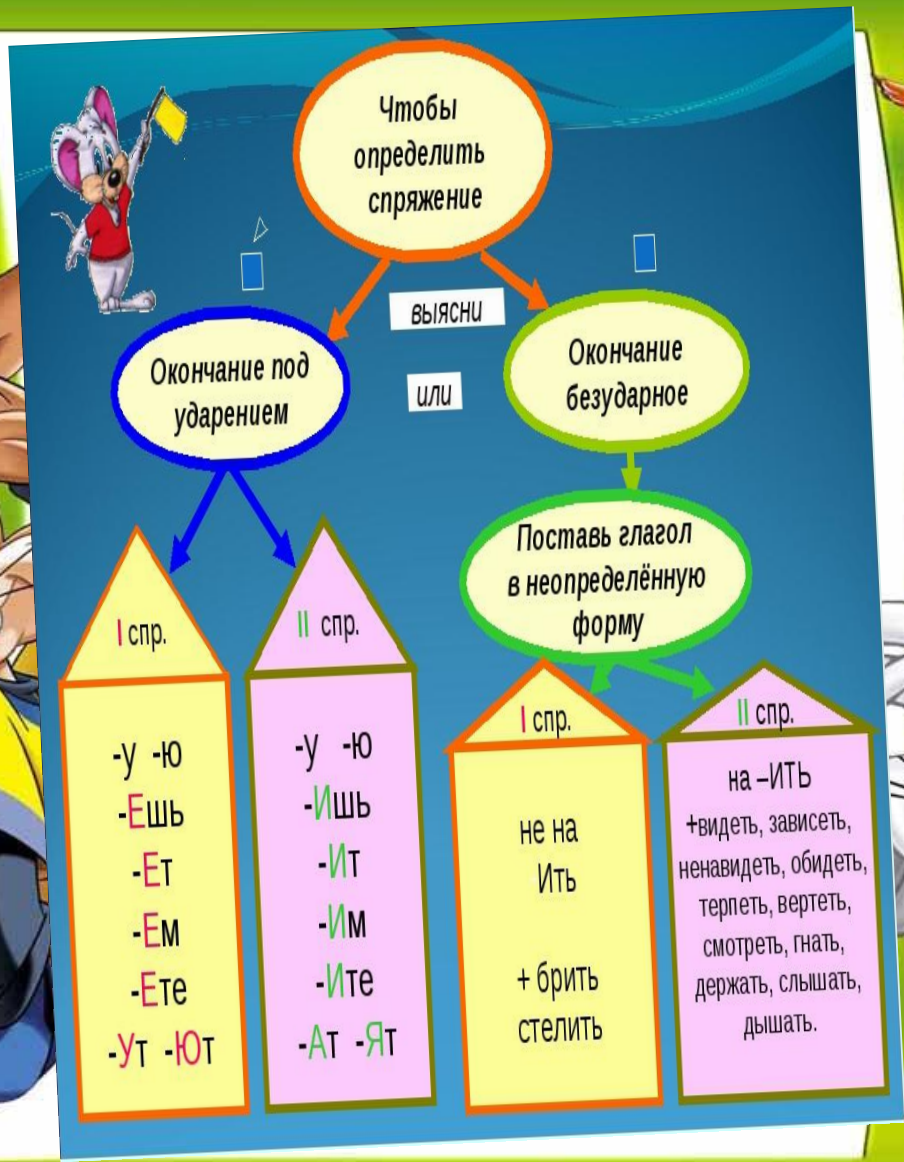 Чтобы
определить
спряжение
выясни
или
Окончание под
ударением
Окончание
безударное
Поставь глагол
в неопределённую
форму
I спр.
-у -ю
-Ешь
-Ет
-Ем
-Ете
-Ут -Ют
II спр.
-у -ю
-Ишь
-Ит
-Им
-Ите
-Ат -Ят
I спр.
не на
Ить
+ брить
стелить
II спр.
на –ИТЬ
+видеть, зависеть,
ненавидеть, обидеть,
терпеть, вертеть,
смотреть, гнать,
держать, слышать,
дышать.